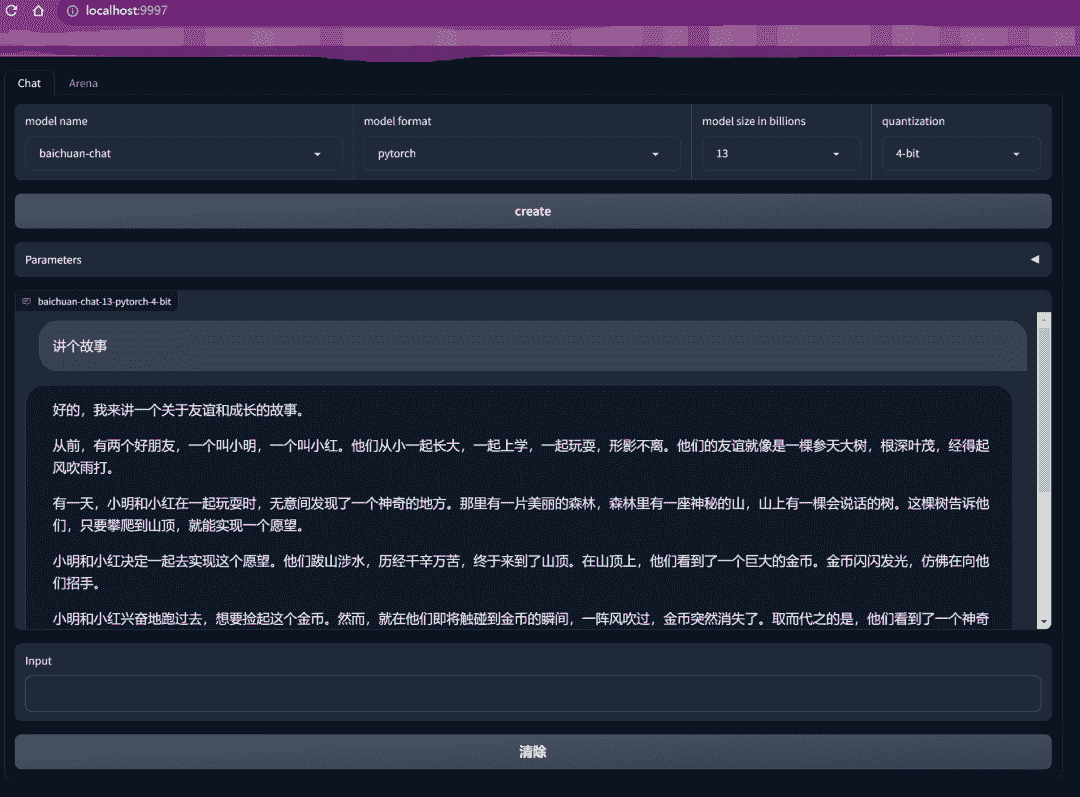 localhost:9997
Chat
Arena
model name
model format
model size in billions
quantization
baichuan-chat
pytorch
13
4-bit
create
Parameters
baichuan-chat-13-pytorch-4-bit
讲个故事
好的，我来讲一个关于友谊和成长的故事。
从前，有两个好朋友，一个叫小明，一个叫小红。他们从小一起长大，一起上学，一起玩耍，形影不离。他们的友谊就像是一棵参天大树，根深叶茂，经得起
风吹雨打。
有一天，小明和小红在一起玩耍时，无意间发现了一个神奇的地方。那里有一片美丽的森林，森林里有一座神秘的山，山上有一棵会说话的树。这棵树告诉他
们，只要攀爬到山顶，就能实现一个愿望。
小明和小红决定一起去实现这个愿望。他们跋山涉水，历经千辛万苦，终于来到了山顶。在山顶上，他们看到了一个巨大的金币。金币闪闪发光，仿佛在向他
们招手。
小明和小红兴奋地跑过去，想要捡起这个金币。然而，就在他们即将触碰到金币的瞬间，一阵风吹过，金币突然消失了。取而代之的是，他们看到了一个神奇
Input
清除